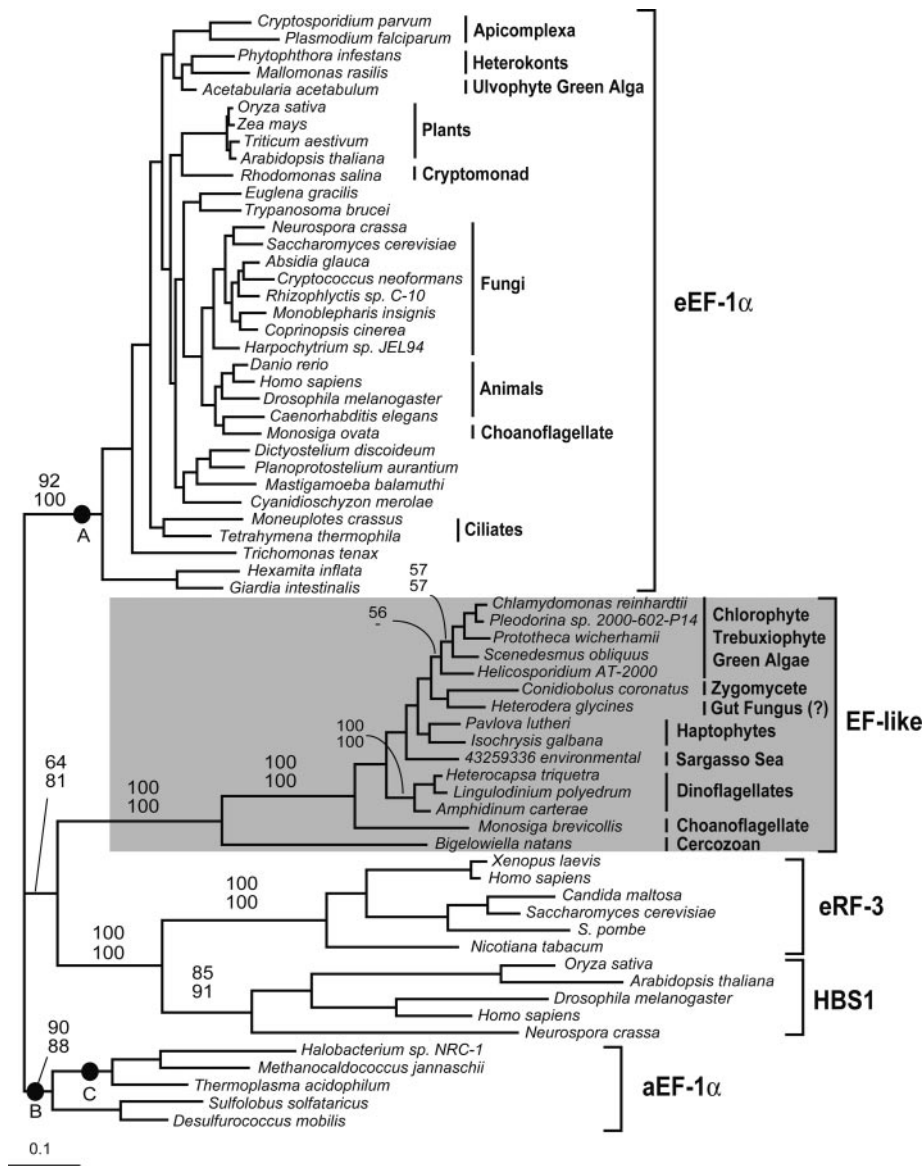 Cryptosporidium parvum
Plasmodium falciparum
Apicomplexa
Phytophthora infestans
Mallomonas rasilis
Heterokonts
Acetabularia acetabulum
Ulvophyte Green Alga
Oryza sativa
Zea mays
Triticum aestivum
Arabidopsis thaliana
Plants
Rhodomonas salina
Cryptomonad
Euglena gracilis
Trypanosoma brucei
Neurospora crassa
Saccharomyces cerevisiae
Absidia glauca
Cryptococcus neoformans
Rhizophlyctis sp. C-10
Monoblepharis insignis
Coprinopsis cinerea
Harpochytrium sp. JEL94
Fungi
eEF-1α
Danio rerio
Homo sapiens
Drosophila melanogaster
Caenorhabditis elegans
Animals
Monosiga ovata
Choanoflagellate
Dictyostelium discoideum
Planoprotostelium aurantium
Mastigamoeba balamuthi
Cyanidioschyzon merolae
92
100
A
Moneuplotes crassus
Tetrahymena thermophila
Ciliates
Trichomonas tenax
Hexamita inflata
Giardia intestinalis
57
57
56
-
Chlamydomonas reinhardtii
Pleodorina sp. 2000-602-P14
Prototheca wicherhamii
Scenedesmus obliquus
Helicosporidium AT-2000
Chlorophyte
Trebuxiophyte
Green Algae
Conidiobolus coronatus
Zygomycete
Heterodera glycines
Gut Fungus (?)
EF-like
Pavlova lutheri
Isochrysis galbana
Haptophytes
100
100
43259336 environmental
Sargasso Sea
Heterocapsa triquetra
Lingulodinium polyedrum
Amphidinum carterae
Dinoflagellates
64
81
100
100
100
100
Monosiga brevicollis
Choanoflagellate
Bigelowiella natans
Cercozoan
Xenopus laevis
Homo sapiens
100
100
Candida maltosa
Saccharomyces cerevisiae
S. pombe
Nicotiana tabacum
eRF-3
100
100
85
91
Oryza sativa
Arabidopsis thaliana
Drosophila melanogaster
Homo sapiens
Neurospora crassa
HBS1
90
88
B
C
Halobacterium sp. NRC-1
Methanocaldococcus jannaschii
Thermoplasma acidophilum
Sulfolobus solfataricus
Desulfurococcus mobilis
aEF-1α
0.1